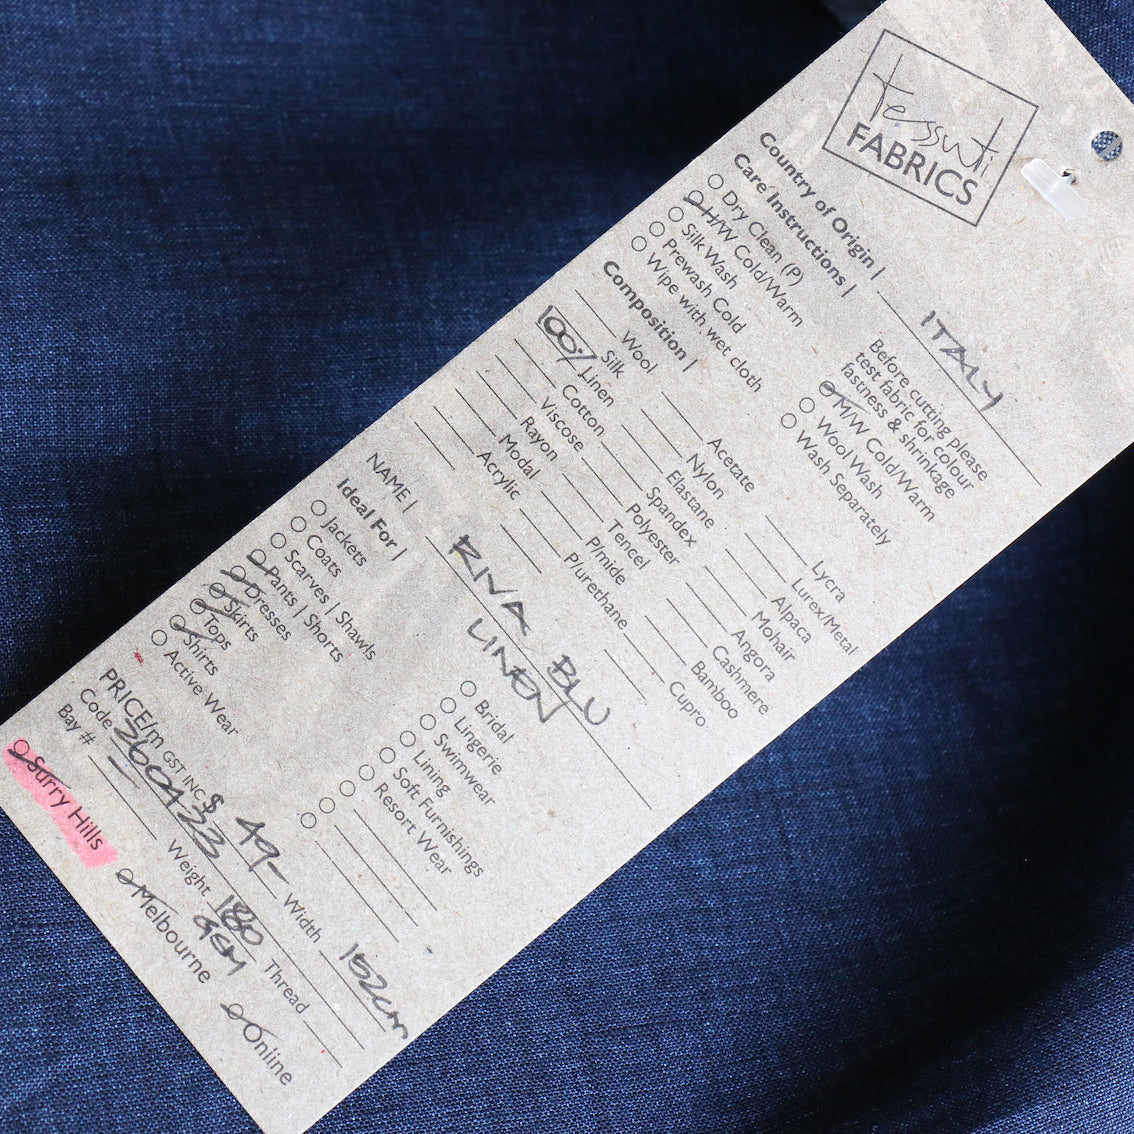 tessuti
FABRICS
Country of Origin | ITALY
Care Instructions |
Dry Clean (P)
H/W Cold/Warm
Silk Wash
Prewash Cold
Wipe with wet cloth
Before cutting please
test fabric for colour
fastness & shrinkage
M/W Cold/Warm
Wool Wash
Wash Separately
Composition |
Wool
Silk
100% Linen
Cotton
Viscose
Rayon
Modal
Acrylic
Acetate
Nylon
Elastane
Spandex
Polyester
Tencel
P/mide
P/urethane
Lycra
Lurex/Metal
Alpaca
Mohair
Angora
Cashmere
Bamboo
Cupro
NAME | RIVA BLU
LINEN
Ideal For |
Jackets
Coats
Scarves | Shawls
Pants | Shorts
Dresses
Skirts
Tops
Shirts
Active Wear
Bridal
Lingerie
Swimwear
Lining
Soft Furnishings
Resort Wear
PRICE/m GST INC $ 49- Width 152cm
Code 360423 Weight 180 GSM Thread
Bay #
Surry Hills Melbourne Online